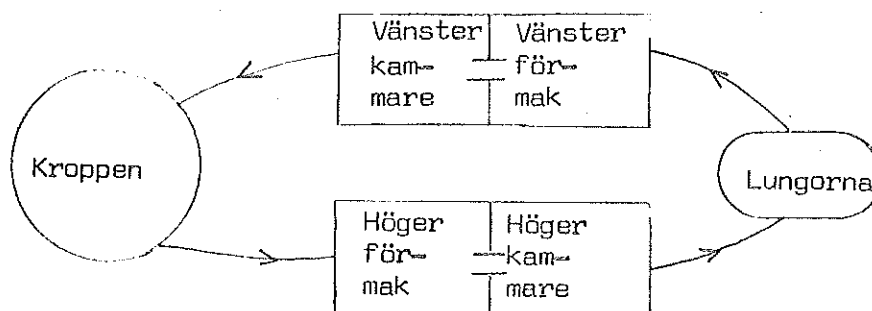 Vänster
kam-
mare
Vänster
för-
mak
Kroppen
Lungorna
Höger
för-
mak
Höger
kam-
mare